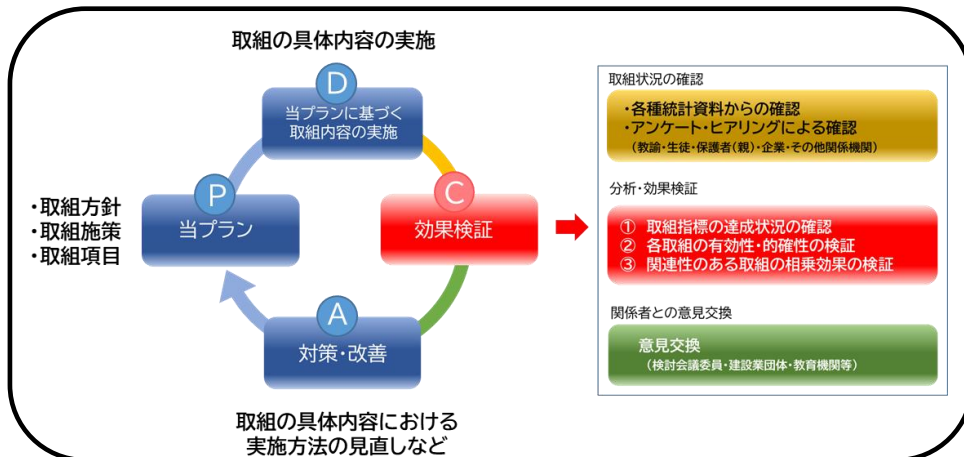 取組の具体内容の実施
D
当プランに基づく
取組内容の実施
P
当プラン
・取組方針
・取組施策
・取組項目
C
効果検証
A
対策・改善
取組の具体内容における
実施方法の見直しなど
取組状況の確認
・各種統計資料からの確認
・アンケート・ヒアリングによる確認
（教諭・生徒・保護者(親)・企業・その他関係機関）
分析・効果検証
① 取組指標の達成状況の確認
② 各取組の有効性・的確性の検証
③ 関連性のある取組の相乗効果の検証
関係者との意見交換
意見交換
（検討会議委員・建設業団体・教育機関等）